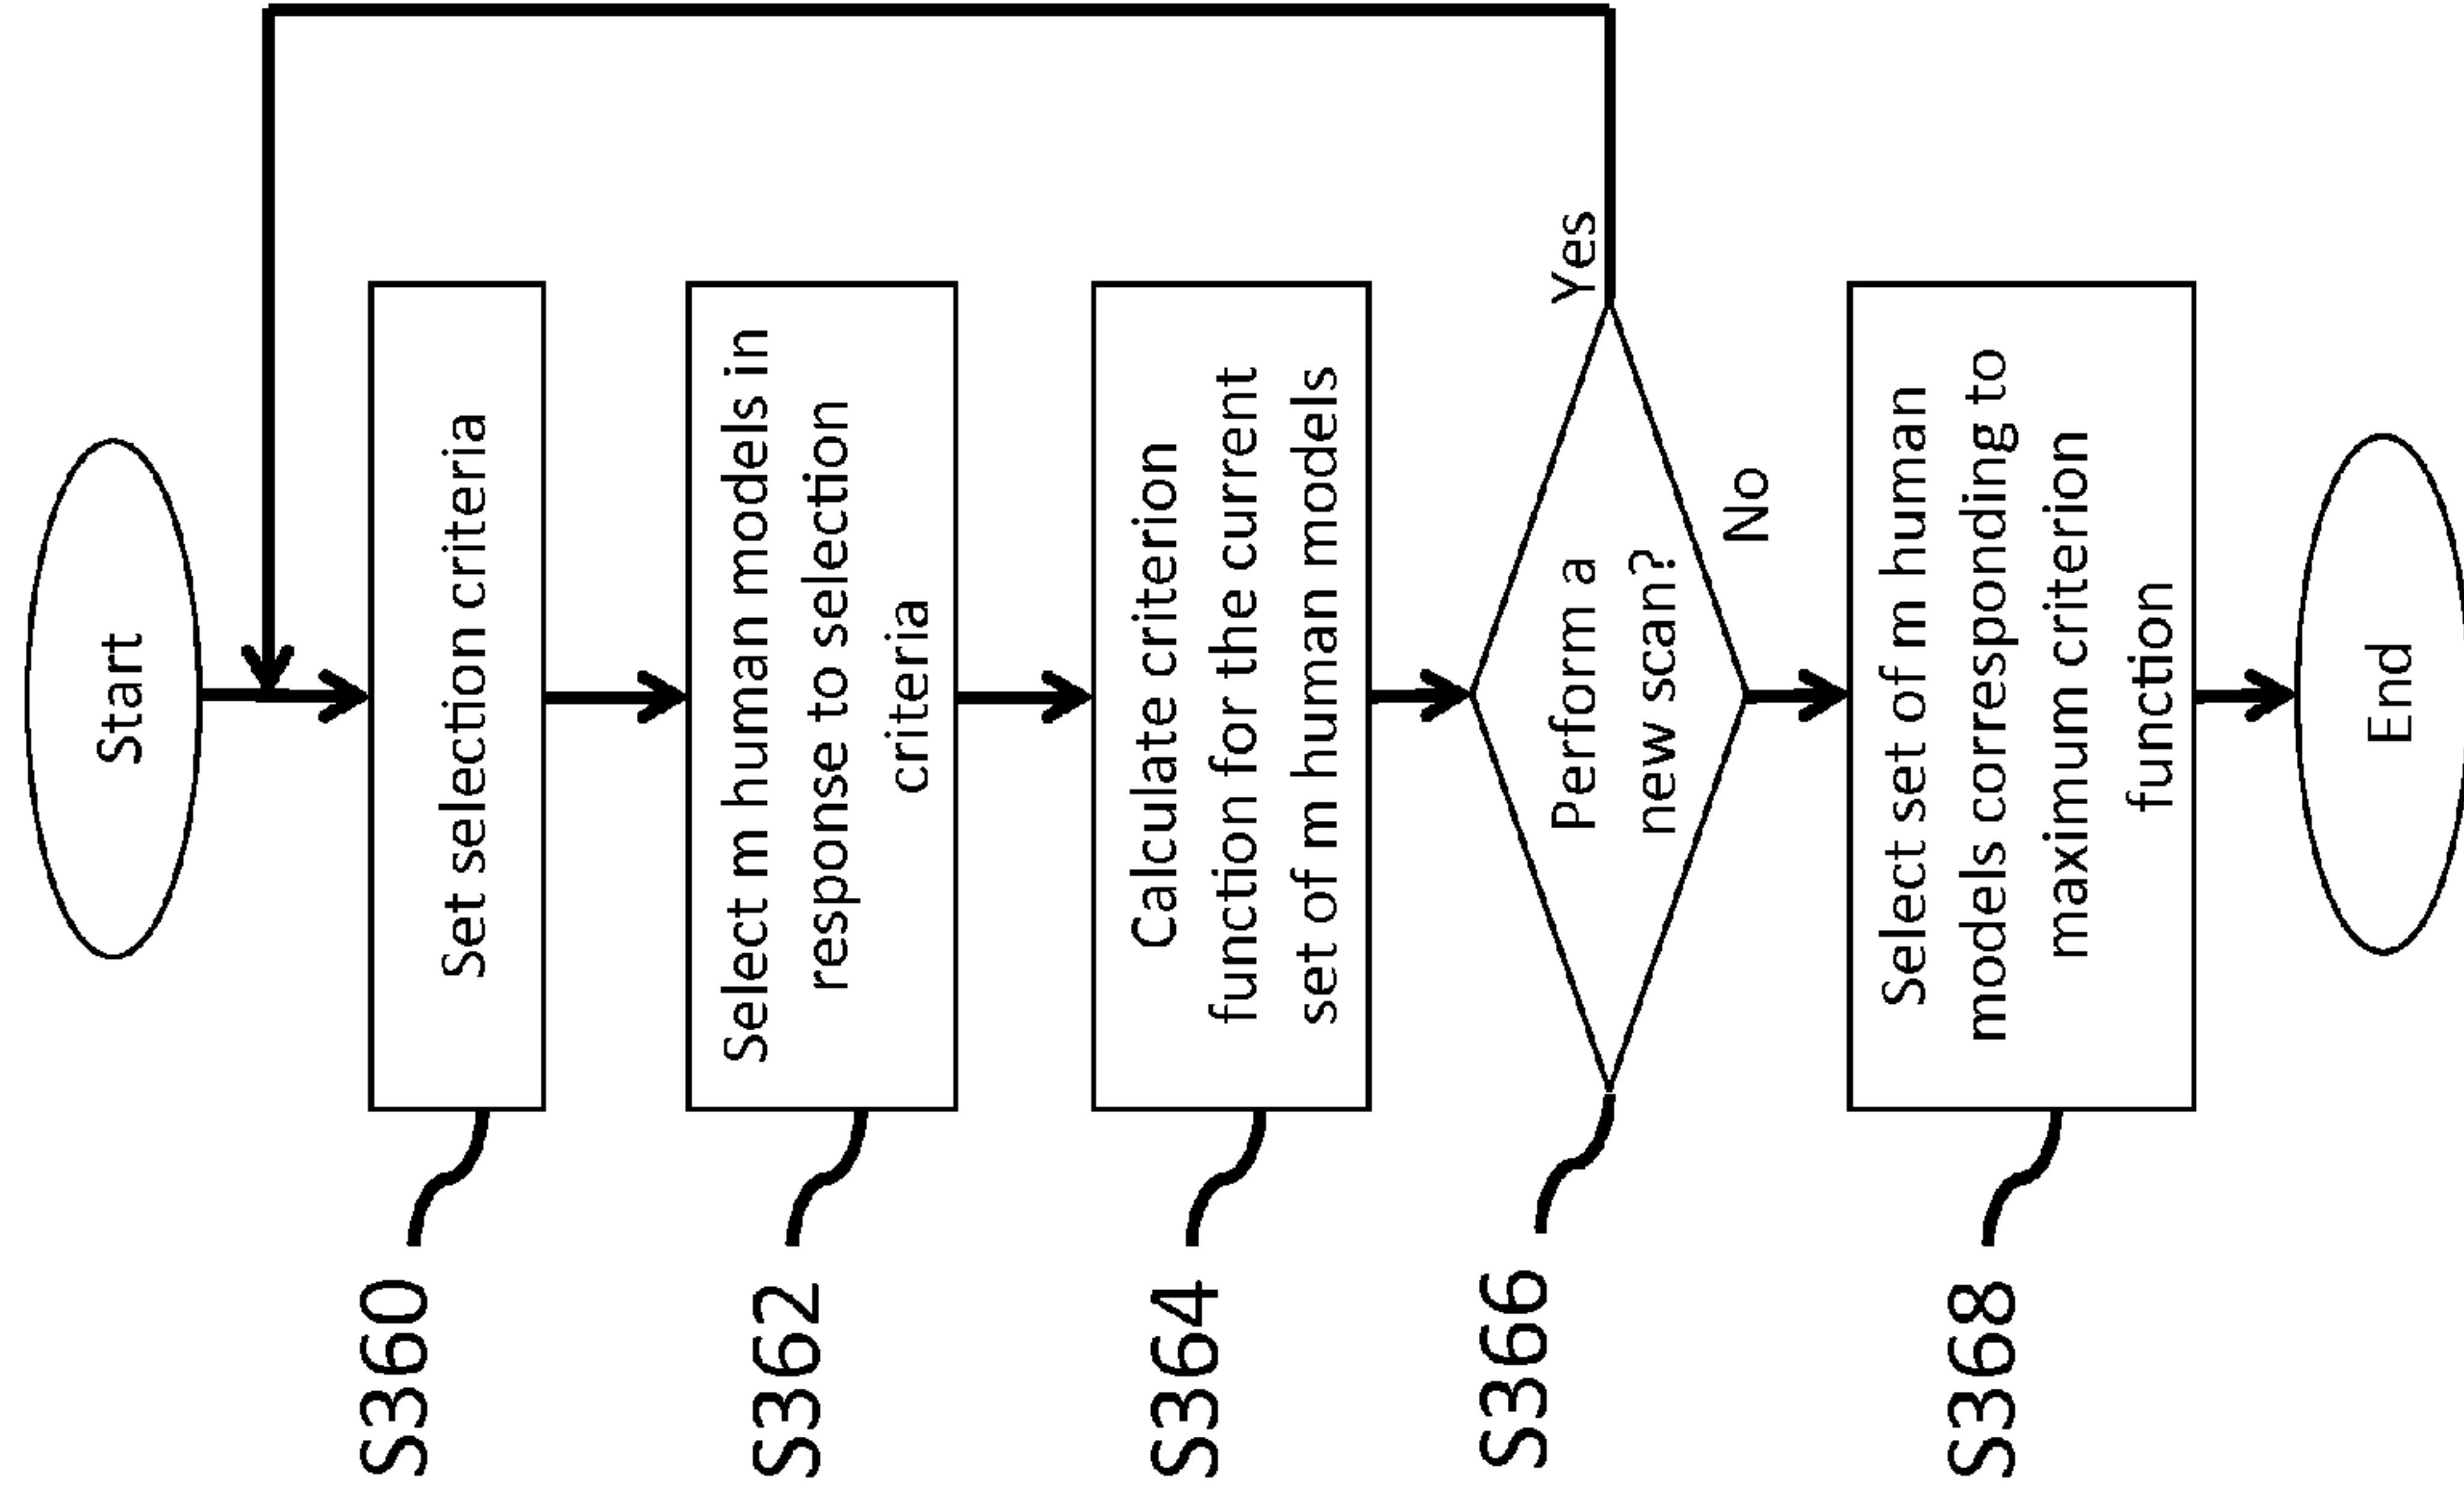 Start
S360
Set selection criteria
S362
Select m human models in
response to selection
criteria
S364
Calculate criterion
function for the current
set of m human models
S366
Perform a
new scan?
Yes
No
S368
Select set of m human
models corresponding to
maximum criterion
function
End